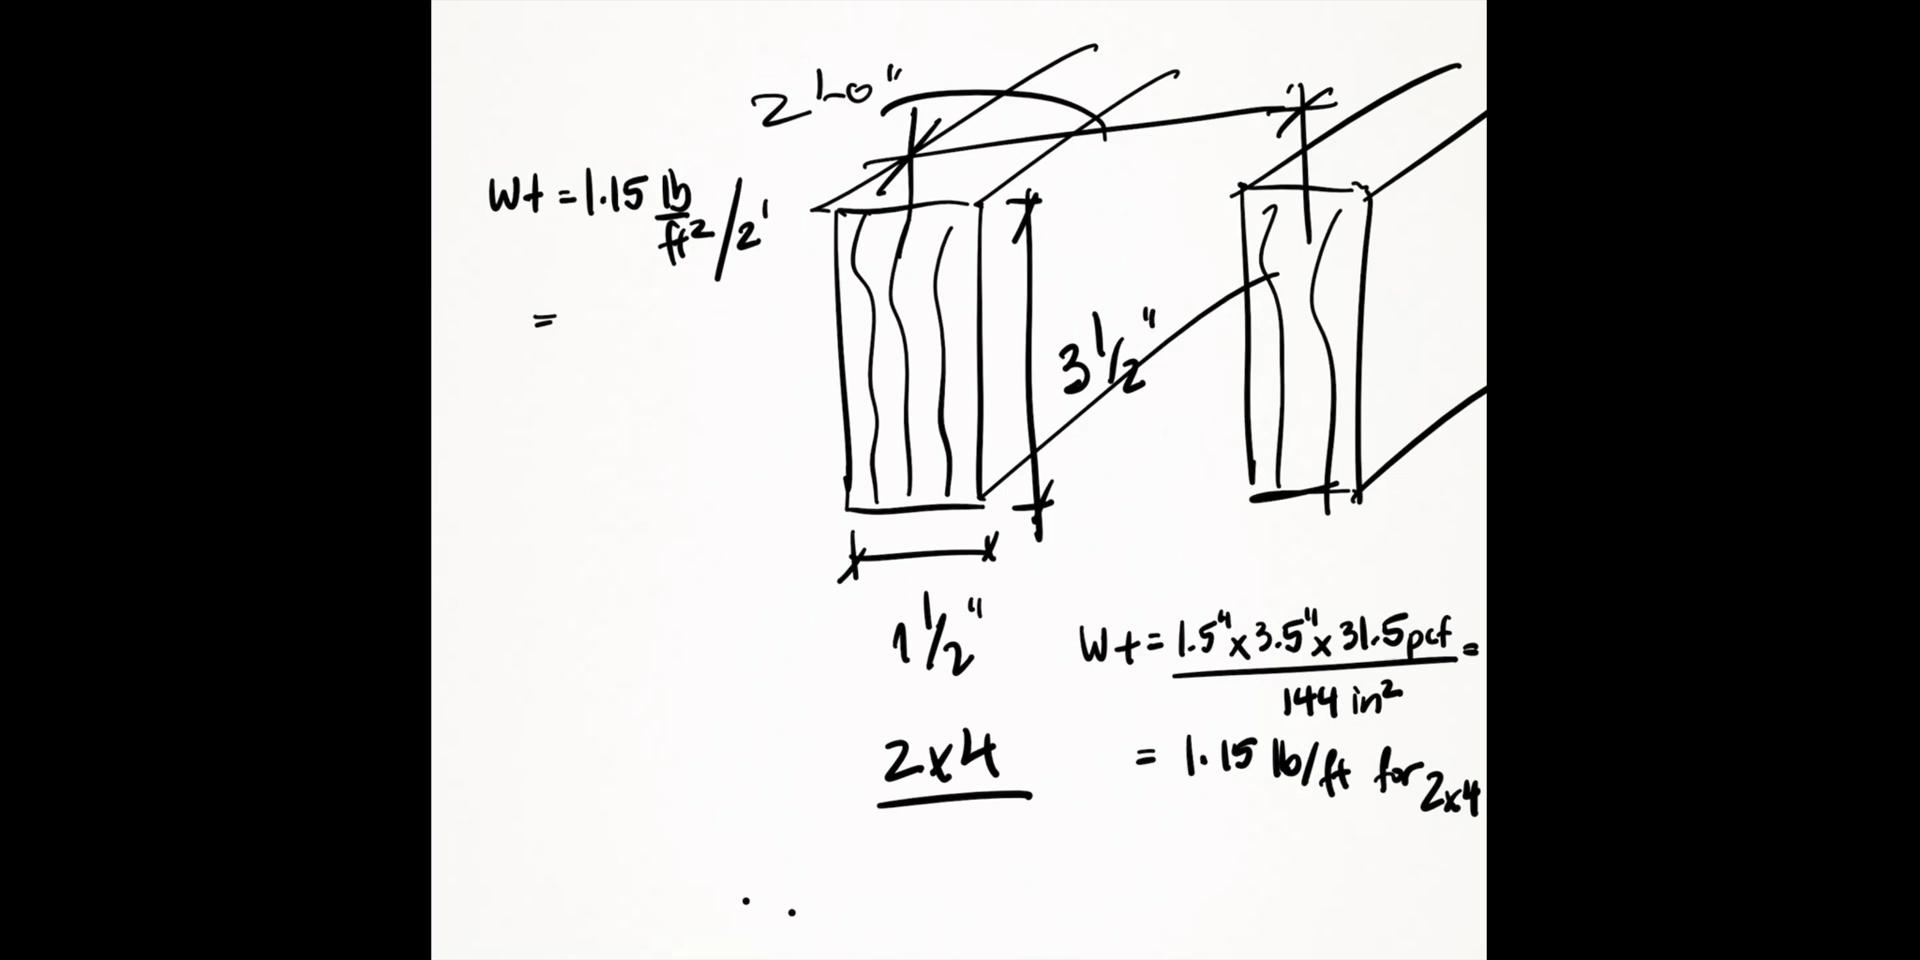 2'-0"
Wt = 1.15 lb/ft²/2'
=
3 1/2"
1 1/2"
Wt = 1.5" x 3.5" x 31.5 pcf =
144 in²
= 1.15 lb/ft for 2x4
2x4